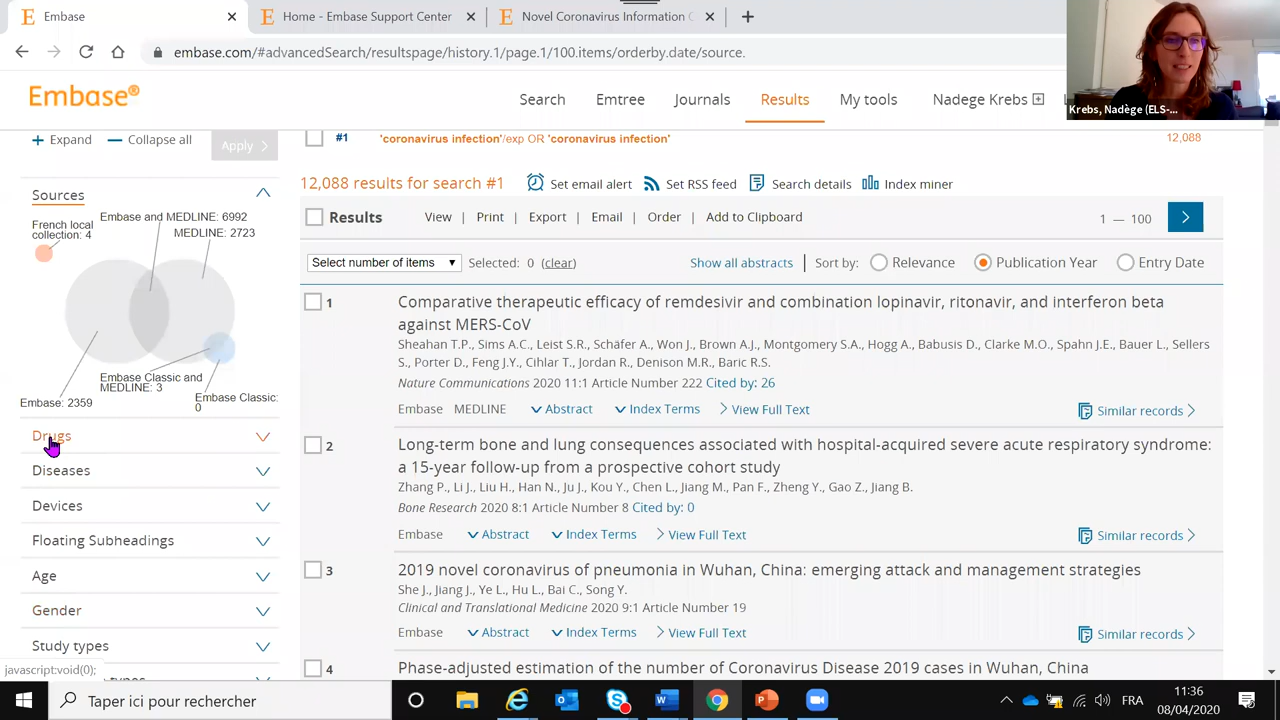 Embase
Home - Embase Support Center
Novel Coronavirus Information C
embase.com/#advancedSearch/resultspage/history.1/page.1/100.items/orderby.date/source.
Krebs, Nadège (ELS-...
Embase®
Search
Emtree
Journals
Results
My tools
Nadege Krebs
Expand
Collapse all
Apply
#1
'coronavirus infection'/exp OR 'coronavirus infection'
12,088
12,088 results for search #1
Set email alert
Set RSS feed
Search details
Index miner
Sources
French local
collection: 4
Embase and MEDLINE: 6992
MEDLINE: 2723
Embase Classic and
MEDLINE: 3
Embase: 2359
Embase Classic:
0
Results
View
Print
Export
Email
Order
Add to Clipboard
1 — 100
Select number of items
Selected: 0 (clear)
Show all abstracts
Sort by:
Relevance
Publication Year
Entry Date
1
Comparative therapeutic efficacy of remdesivir and combination lopinavir, ritonavir, and interferon beta
against MERS-CoV
Sheahan T.P., Sims A.C., Leist S.R., Schäfer A., Won J., Brown A.J., Montgomery S.A., Hogg A., Babusis D., Clarke M.O., Spahn J.E., Bauer L., Sellers
S., Porter D., Feng J.Y., Cihlar T., Jordan R., Denison M.R., Baric R.S.
Nature Communications 2020 11:1 Article Number 222 Cited by: 26
Embase MEDLINE
Abstract
Index Terms
View Full Text
Similar records
2
Long-term bone and lung consequences associated with hospital-acquired severe acute respiratory syndrome:
a 15-year follow-up from a prospective cohort study
Zhang P., Li J., Liu H., Han N., Ju J., Kou Y., Chen L., Jiang M., Pan F., Zheng Y., Gao Z., Jiang B.
Bone Research 2020 8:1 Article Number 8 Cited by: 0
Embase
Abstract
Index Terms
View Full Text
Similar records
3
2019 novel coronavirus of pneumonia in Wuhan, China: emerging attack and management strategies
She J., Jiang J., Ye L., Hu L., Bai C., Song Y.
Clinical and Translational Medicine 2020 9:1 Article Number 19
Embase
Abstract
Index Terms
View Full Text
Similar records
4
Phase-adjusted estimation of the number of Coronavirus Disease 2019 cases in Wuhan, China
Drugs
Diseases
Devices
Floating Subheadings
Age
Gender
Study types
javascript:void(0);
Taper ici pour rechercher
FRA
11:36
08/04/2020